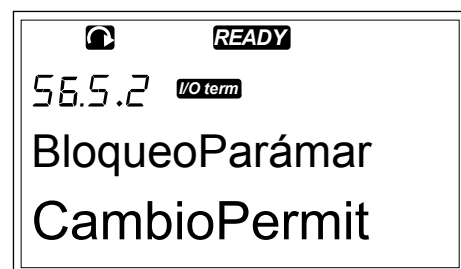 READY
S6.5.2 I/O term
BloqueoParámar
CambioPermit